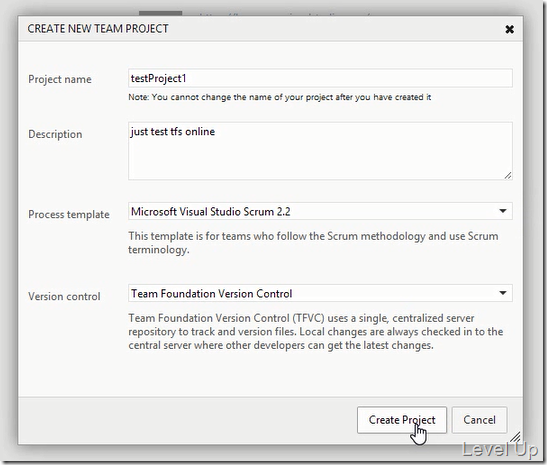 CREATE NEW TEAM PROJECT
Project name
testProject1
Note: You cannot change the name of your project after you have created it
Description
just test tfs online
Process template
Microsoft Visual Studio Scrum 2.2
This template is for teams who follow the Scrum methodology and use Scrum
terminology.
Version control
Team Foundation Version Control
Team Foundation Version Control (TFVC) uses a single, centralized server
repository to track and version files. Local changes are always checked in to the
central server where other developers can get the latest changes.
Create Project
Cancel
Level Up